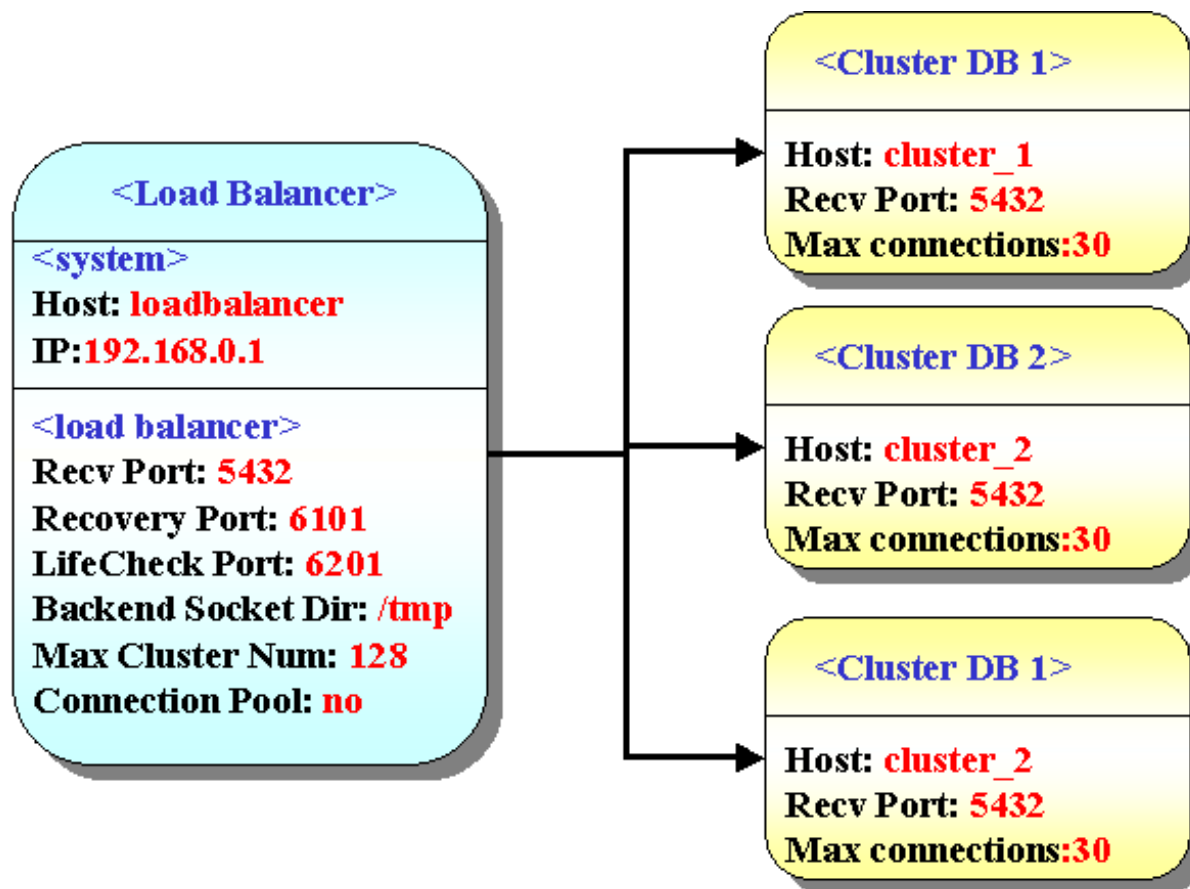 <Load Balancer>
<system>
Host: loadbalancer
IP:192.168.0.1
<load balancer>
Recv Port: 5432
Recovery Port: 6101
LifeCheck Port: 6201
Backend Socket Dir: /tmp
Max Cluster Num: 128
Connection Pool: no
<Cluster DB 1>
Host: cluster_1
Recv Port: 5432
Max connections:30
<Cluster DB 2>
Host: cluster_2
Recv Port: 5432
Max connections:30
<Cluster DB 1>
Host: cluster_2
Recv Port: 5432
Max connections:30